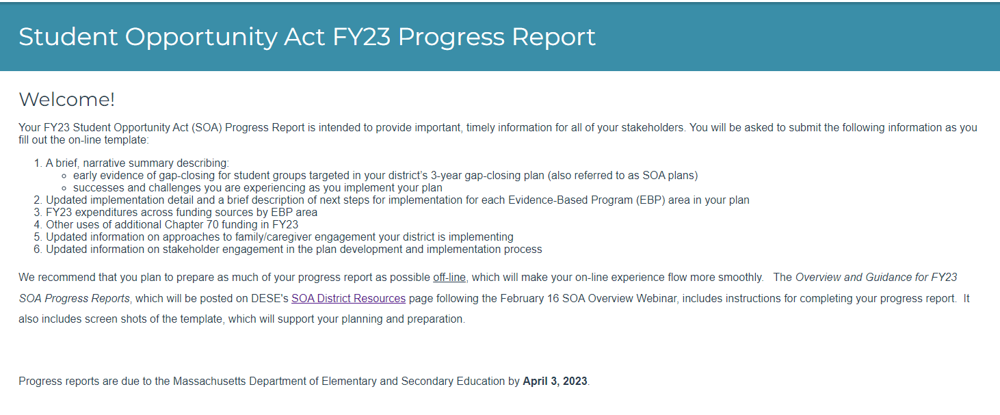 Student Opportunity Act FY23 Progress Report
Welcome!
Your FY23 Student Opportunity Act (SOA) Progress Report is intended to provide important, timely information for all of your stakeholders. You will be asked to submit the following information as you
fill out the on-line template:
1. A brief, narrative summary describing:
◦ early evidence of gap-closing for student groups targeted in your district's 3-year gap-closing plan (also referred to as SOA plans)
◦ successes and challenges you are experiencing as you implement your plan
2. Updated implementation detail and a brief description of next steps for implementation for each Evidence-Based Program (EBP) area in your plan
3. FY23 expenditures across funding sources by EBP area
4. Other uses of additional Chapter 70 funding in FY23
5. Updated information on approaches to family/caregiver engagement your district is implementing
6. Updated information on stakeholder engagement in the plan development and implementation process
We recommend that you plan to prepare as much of your progress report as possible off-line, which will make your on-line experience flow more smoothly. The Overview and Guidance for FY23
SOA Progress Reports, which will be posted on DESE's SOA District Resources page following the February 16 SOA Overview Webinar, includes instructions for completing your progress report. It
also includes screen shots of the template, which will support your planning and preparation.
Progress reports are due to the Massachusetts Department of Elementary and Secondary Education by April 3, 2023.